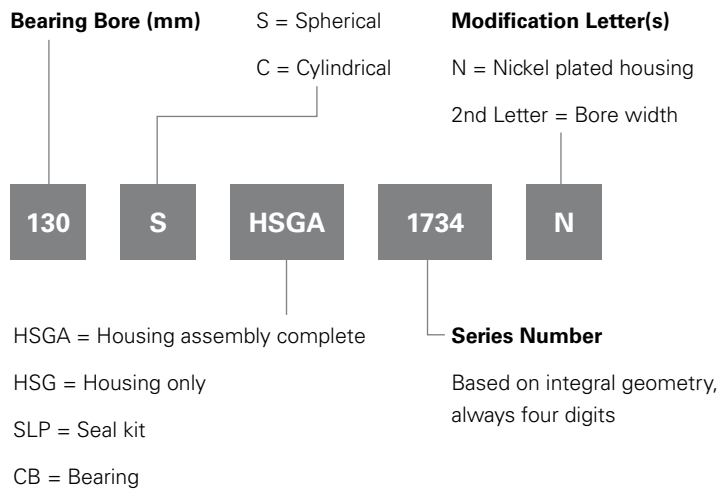 Bearing Bore (mm)
S = Spherical
C = Cylindrical
Modification Letter(s)
N = Nickel plated housing
2nd Letter = Bore width
130
S
HSGA
1734
N
HSGA = Housing assembly complete
HSG = Housing only
SLP = Seal kit
CB = Bearing
Series Number
Based on integral geometry,
always four digits